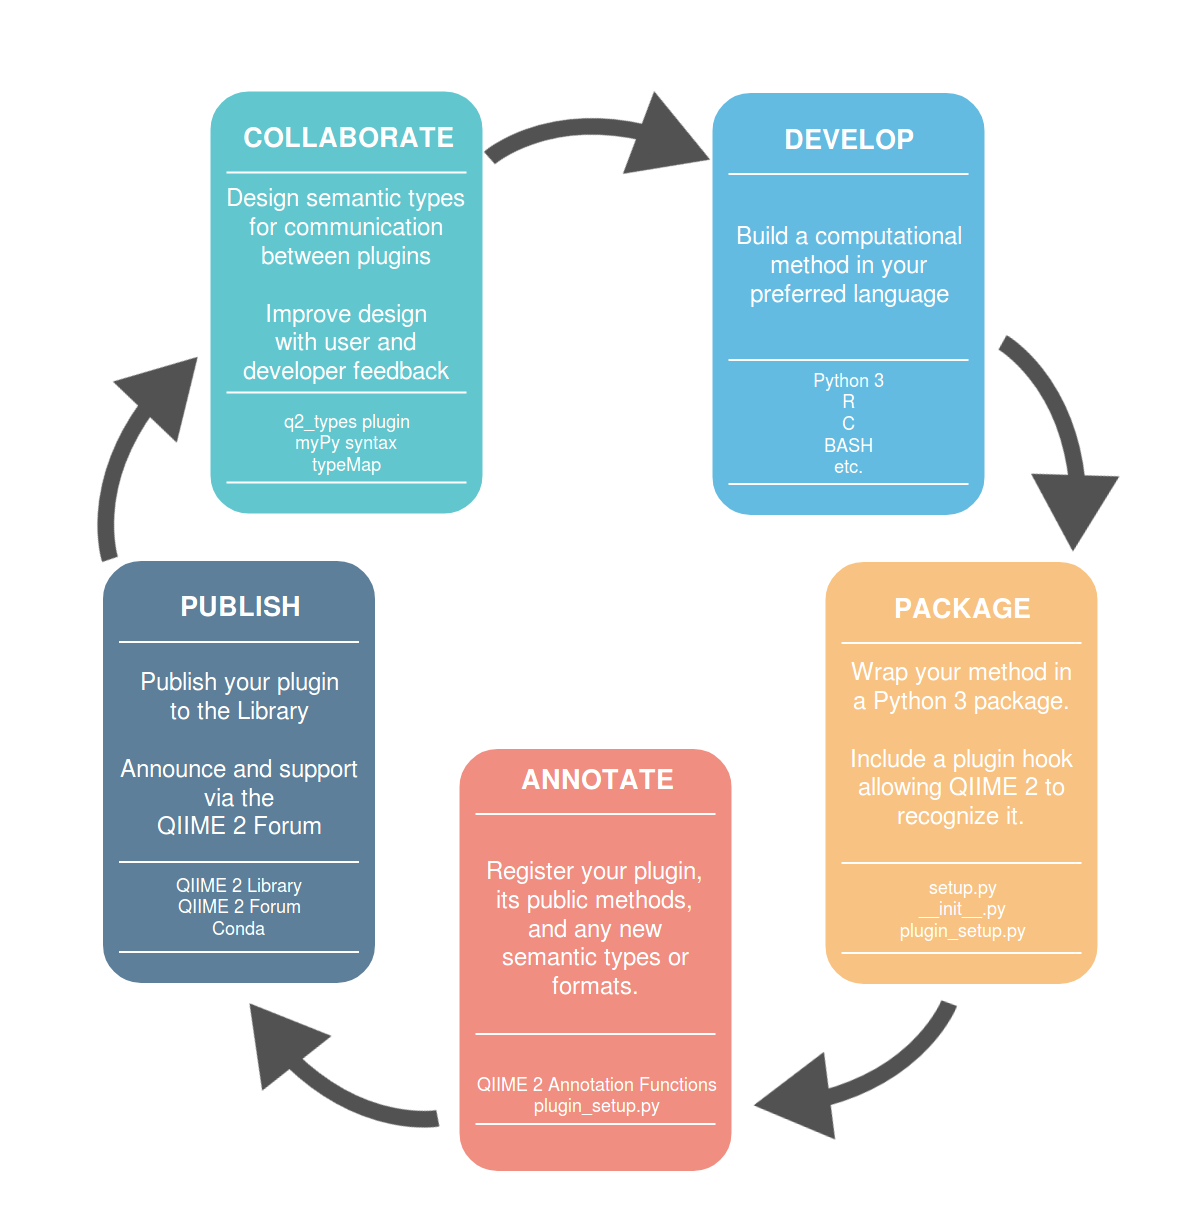 COLLABORATE
Design semantic types
for communication
between plugins
Improve design
with user and
developer feedback
q2_types plugin
myPy syntax
typeMap
DEVELOP
Build a computational
method in your
preferred language
Python 3
R
C
BASH
etc.
PACKAGE
Wrap your method in
a Python 3 package.
Include a plugin hook
allowing QIIME 2 to
recognize it.
setup.py
__init__.py
plugin_setup.py
ANNOTATE
Register your plugin,
its public methods,
and any new
semantic types or
formats.
QIIME 2 Annotation Functions
plugin_setup.py
PUBLISH
Publish your plugin
to the Library
Announce and support
via the
QIIME 2 Forum
QIIME 2 Library
QIIME 2 Forum
Conda